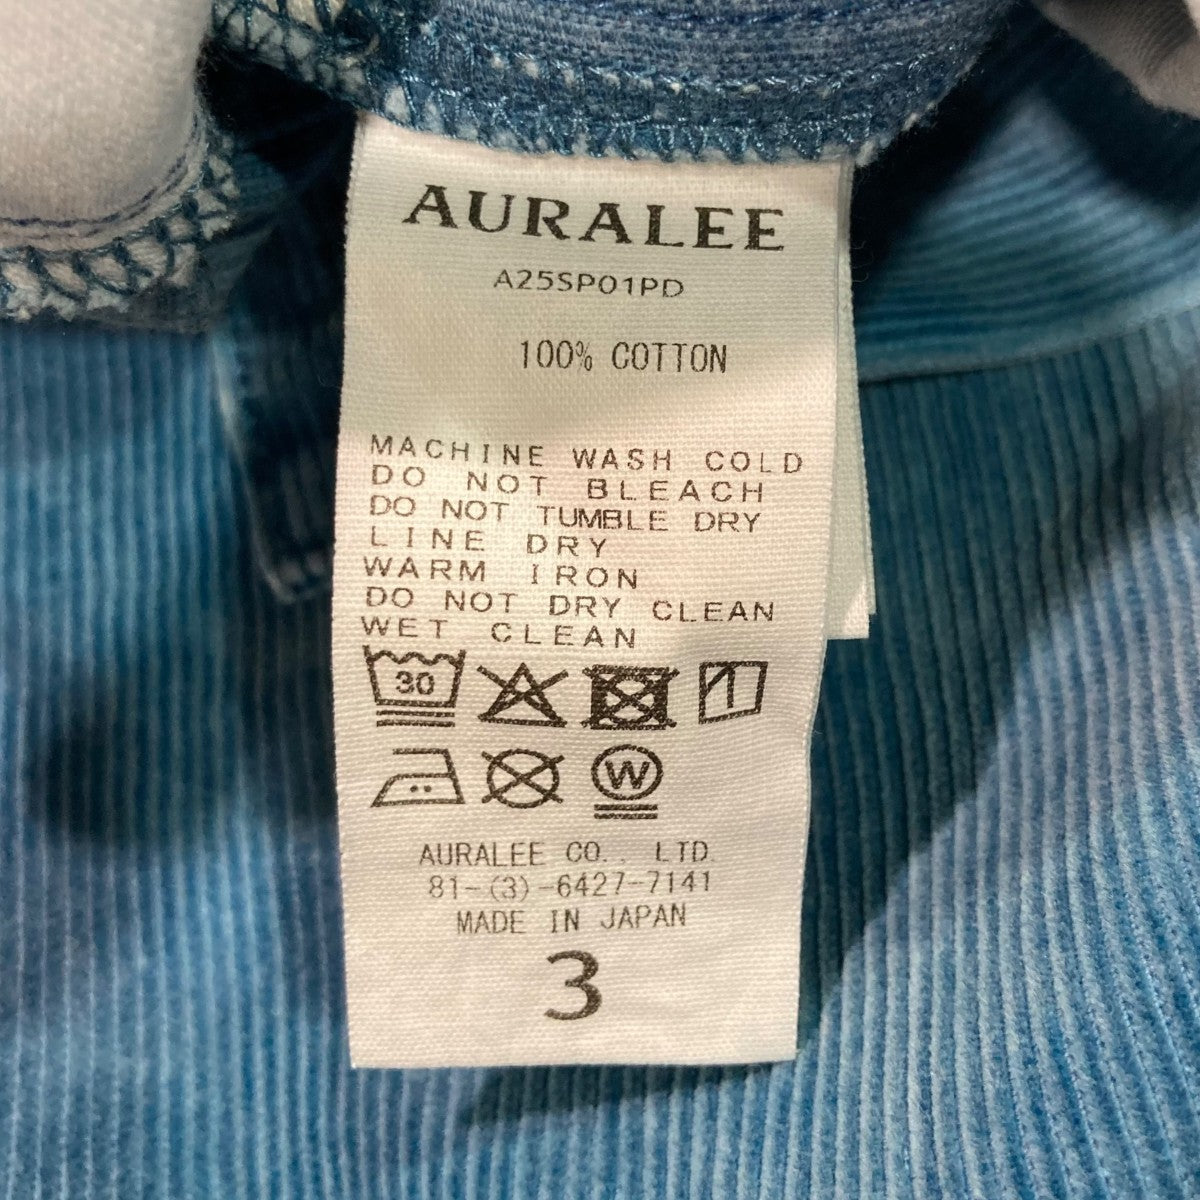 AURALEE
A25SP01PD
100% COTTON
MACHINE WASH COLD
DO NOT BLEACH
DO NOT TUMBLE DRY
LINE DRY
WARM IRON
DO NOT DRY CLEAN
WET CLEAN
30
W
AURALEE CO., LTD.
81-(3)-6427-7141
MADE IN JAPAN
3